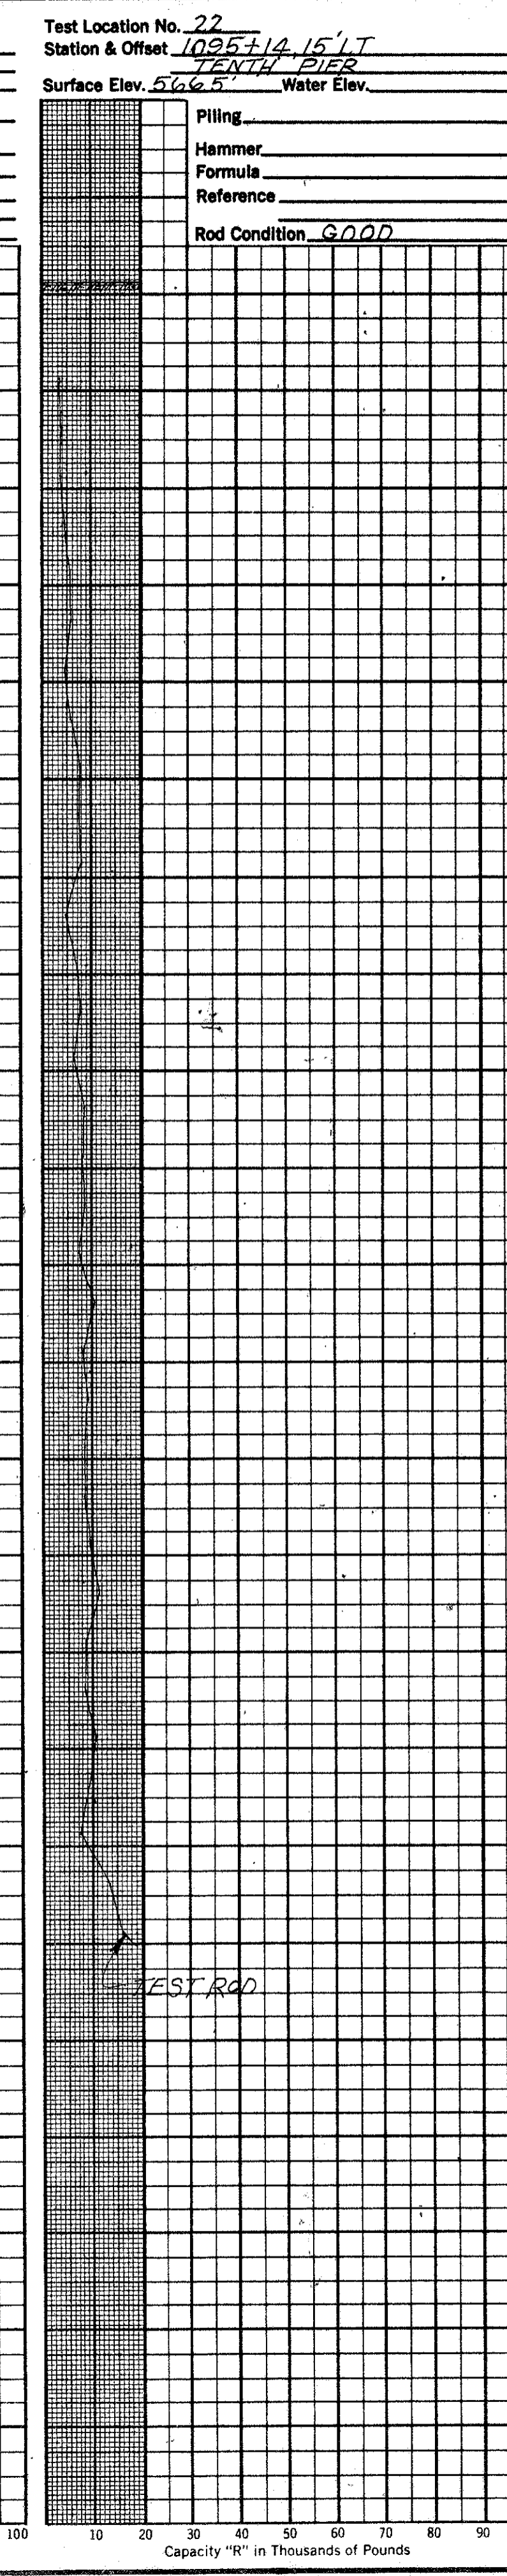 Test Location No. 22
Station & Offset 1095+14, 15' LT
TENTH PIER
Surface Elev. 566.5' Water Elev.
Piling
Hammer
Formula
Reference
Rod Condition GOOD
TEST ROD
100 10 20 30 40 50 60 70 80 90
Capacity "R" in Thousands of Pounds